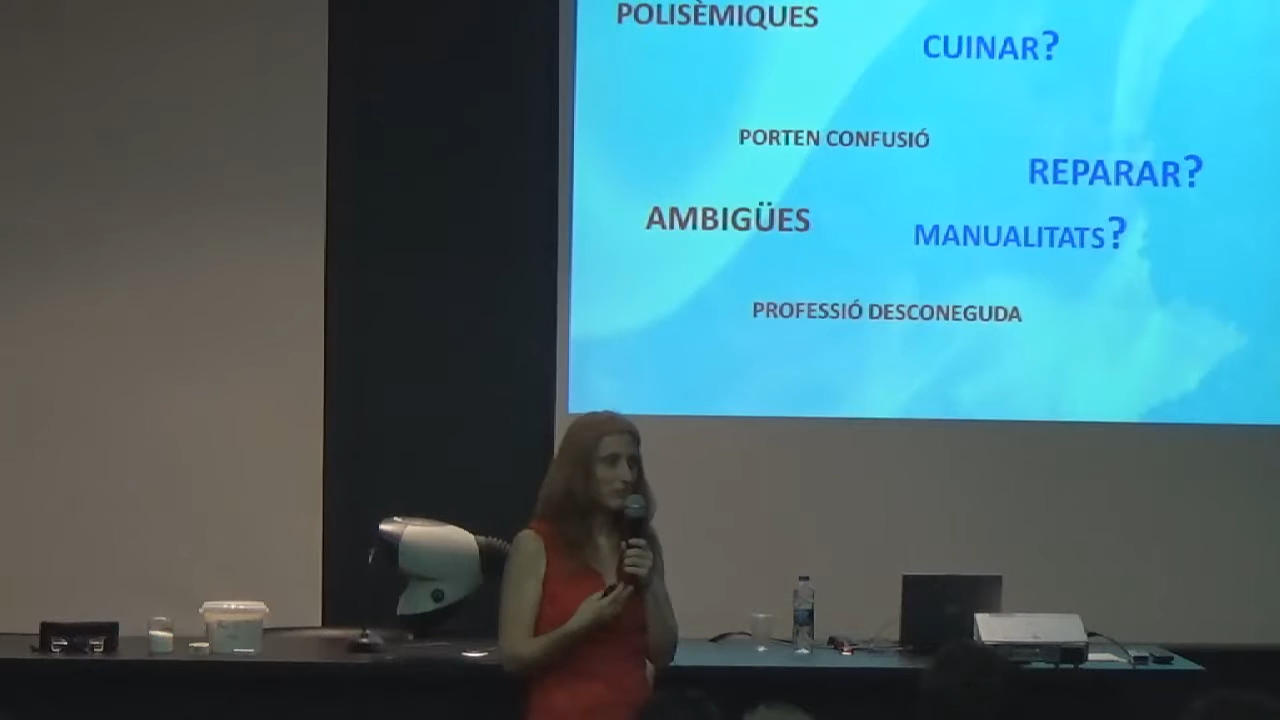 POLISÈMIQUES
CUINAR?
PORTEN CONFUSIÓ
REPARAR?
AMBIGÜES
MANUALITATS?
PROFESSIÓ DESCONEGUDA